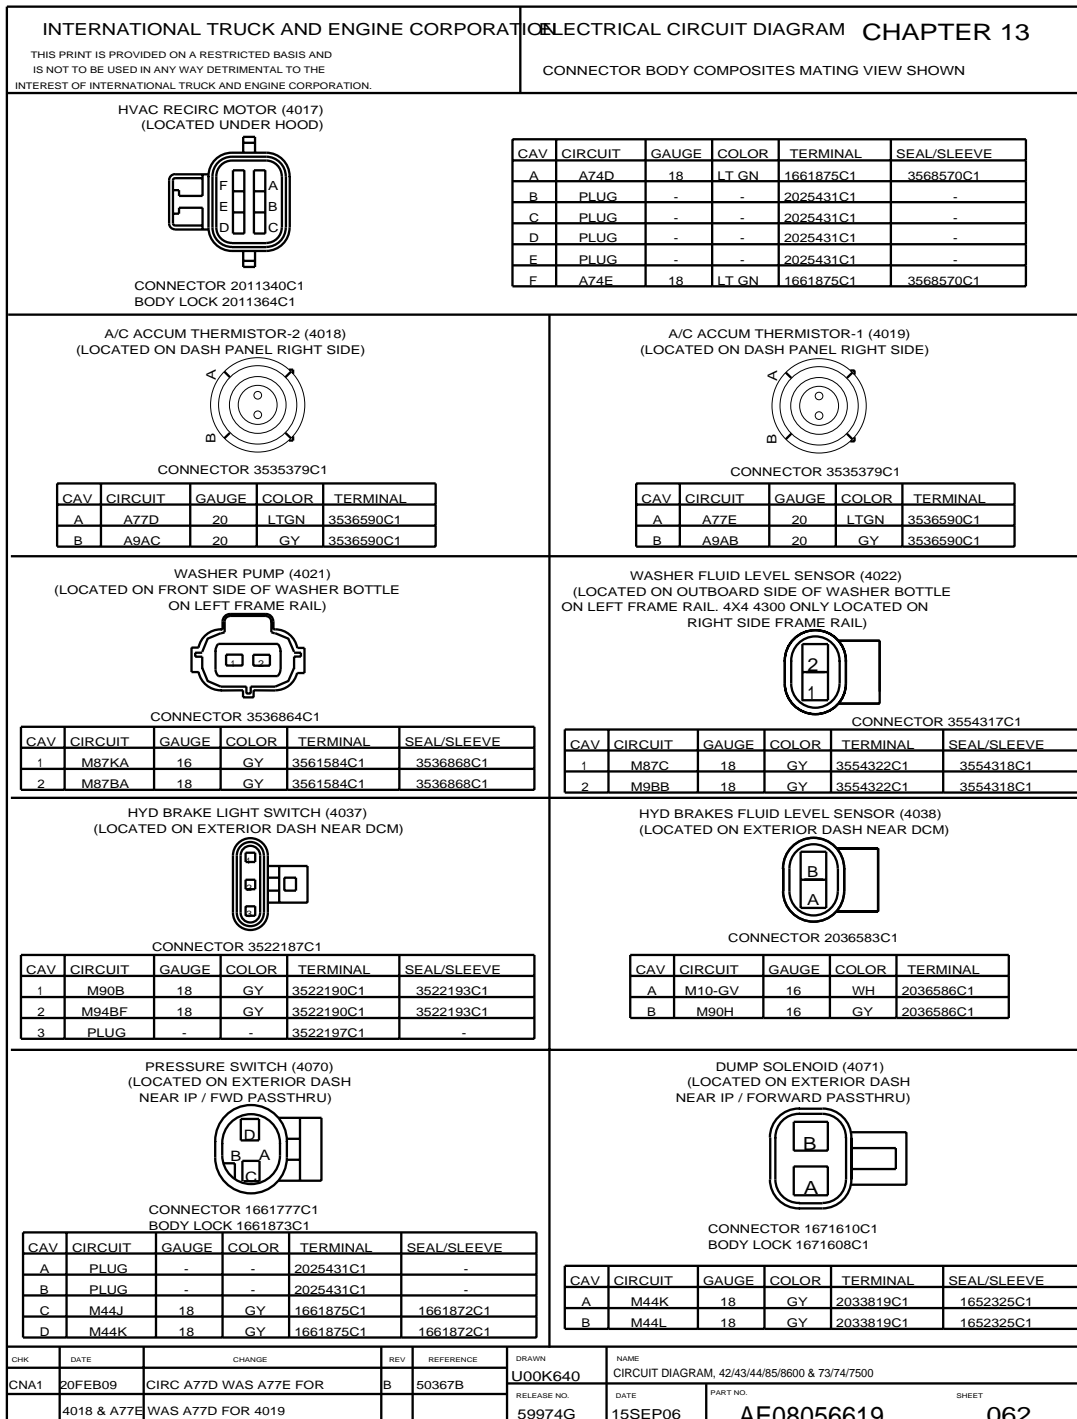 INTERNATIONAL TRUCK AND ENGINE CORPORATION
THIS PRINT IS PROVIDED ON A RESTRICTED BASIS AND
IS NOT TO BE USED IN ANY WAY DETRIMENTAL TO THE
INTEREST OF INTERNATIONAL TRUCK AND ENGINE CORPORATION.
ELECTRICAL CIRCUIT DIAGRAM CHAPTER 13
CONNECTOR BODY COMPOSITES MATING VIEW SHOWN
HVAC RECIRC MOTOR (4017)
(LOCATED UNDER HOOD)
F A
E B
D C
CONNECTOR 2011340C1
BODY LOCK 2011364C1
CAV CIRCUIT GAUGE COLOR TERMINAL SEAL/SLEEVE
A A74D 18 LT GN 1661875C1 3568570C1
B PLUG - - 2025431C1 -
C PLUG - - 2025431C1 -
D PLUG - - 2025431C1 -
E PLUG - - 2025431C1 -
F A74E 18 LT GN 1661875C1 3568570C1
A/C ACCUM THERMISTOR-2 (4018)
(LOCATED ON DASH PANEL RIGHT SIDE)
A
B
CONNECTOR 3535379C1
CAV CIRCUIT GAUGE COLOR TERMINAL
A A77D 20 LTGN 3536590C1
B A9AC 20 GY 3536590C1
A/C ACCUM THERMISTOR-1 (4019)
(LOCATED ON DASH PANEL RIGHT SIDE)
A
B
CONNECTOR 3535379C1
CAV CIRCUIT GAUGE COLOR TERMINAL
A A77E 20 LTGN 3536590C1
B A9AB 20 GY 3536590C1
WASHER PUMP (4021)
(LOCATED ON FRONT SIDE OF WASHER BOTTLE
ON LEFT FRAME RAIL)
1 2
CONNECTOR 3536864C1
CAV CIRCUIT GAUGE COLOR TERMINAL SEAL/SLEEVE
1 M87KA 16 GY 3561584C1 3536868C1
2 M87BA 18 GY 3561584C1 3536868C1
WASHER FLUID LEVEL SENSOR (4022)
(LOCATED ON OUTBOARD SIDE OF WASHER BOTTLE
ON LEFT FRAME RAIL. 4X4 4300 ONLY LOCATED ON
RIGHT SIDE FRAME RAIL)
2
1
CONNECTOR 3554317C1
CAV CIRCUIT GAUGE COLOR TERMINAL SEAL/SLEEVE
1 M87C 18 GY 3554322C1 3554318C1
2 M9BB 18 GY 3554322C1 3554318C1
HYD BRAKE LIGHT SWITCH (4037)
(LOCATED ON EXTERIOR DASH NEAR DCM)
CONNECTOR 3522187C1
CAV CIRCUIT GAUGE COLOR TERMINAL SEAL/SLEEVE
1 M90B 18 GY 3522190C1 3522193C1
2 M94BF 18 GY 3522190C1 3522193C1
3 PLUG - - 3522197C1 -
HYD BRAKES FLUID LEVEL SENSOR (4038)
(LOCATED ON EXTERIOR DASH NEAR DCM)
B
A
CONNECTOR 2036583C1
CAV CIRCUIT GAUGE COLOR TERMINAL
A M10-GV 16 WH 2036586C1
B M90H 16 GY 2036586C1
PRESSURE SWITCH (4070)
(LOCATED ON EXTERIOR DASH
NEAR IP / FWD PASSTHRU)
D
B A
C
CONNECTOR 1661777C1
BODY LOCK 1661873C1
CAV CIRCUIT GAUGE COLOR TERMINAL SEAL/SLEEVE
A PLUG - - 2025431C1 -
B PLUG - - 2025431C1 -
C M44J 18 GY 1661875C1 1661872C1
D M44K 18 GY 1661875C1 1661872C1
DUMP SOLENOID (4071)
(LOCATED ON EXTERIOR DASH
NEAR IP / FORWARD PASSTHRU)
B
A
CONNECTOR 1671610C1
BODY LOCK 1671608C1
CAV CIRCUIT GAUGE COLOR TERMINAL SEAL/SLEEVE
A M44K 18 GY 2033819C1 1652325C1
B M44L 18 GY 2033819C1 1652325C1
CHK DATE CHANGE REV REFERENCE
CNA1 20FEB09 CIRC A77D WAS A77E FOR B 50367B
4018 & A77E WAS A77D FOR 4019
DRAWN
U00K640
NAME
CIRCUIT DIAGRAM, 42/43/44/85/8600 & 73/74/7500
RELEASE NO. DATE PART NO. SHEET
59974G 15SEP06 AE08056619 062